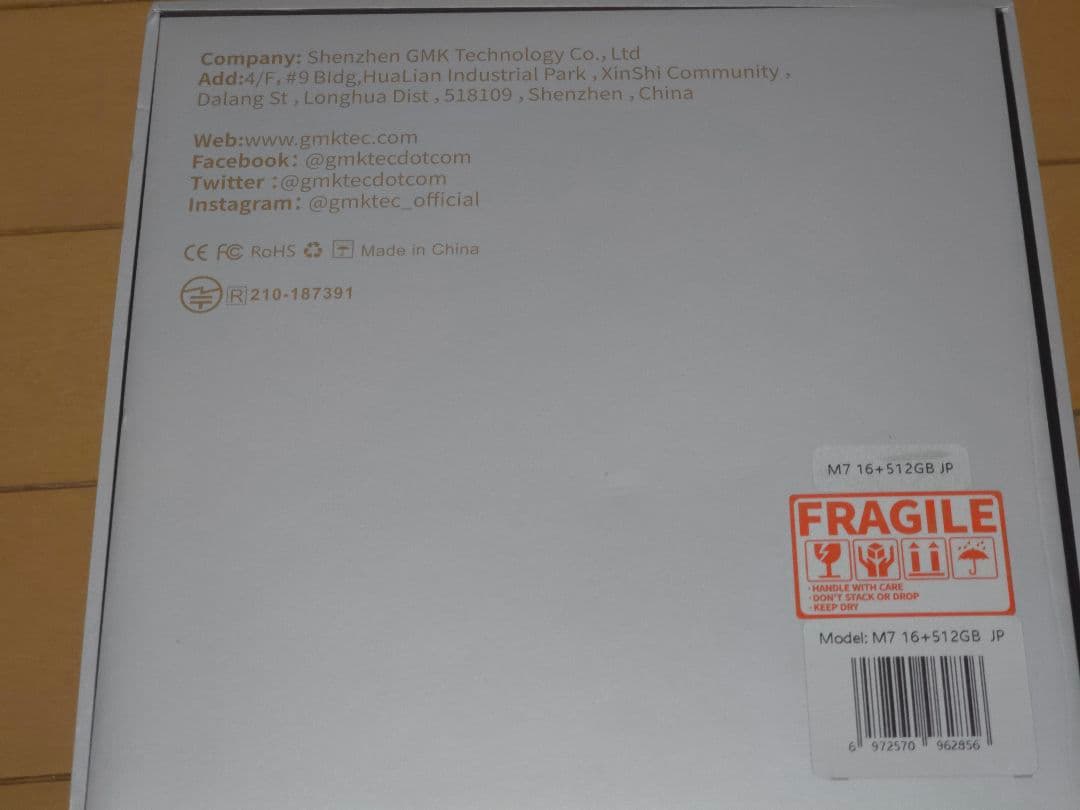 Company: Shenzhen GMK Technology Co., Ltd
Add:4/F, #9 Bldg,HuaLian Industrial Park , XinShi Community ,
Dalang St , Longhua Dist , 518109 , Shenzhen , China
Web:www.gmktec.com
Facebook: @gmktecdotcom
Twitter :@gmktecdotcom
Instagram: @gmktec_official
CE FC RoHS Made in China
R 210-187391
M7 16+512GB JP
FRAGILE
·HANDLE WITH CARE
·DON'T STACK OR DROP
·KEEP DRY
Model: M7 16+512GB JP
6 972570 962856